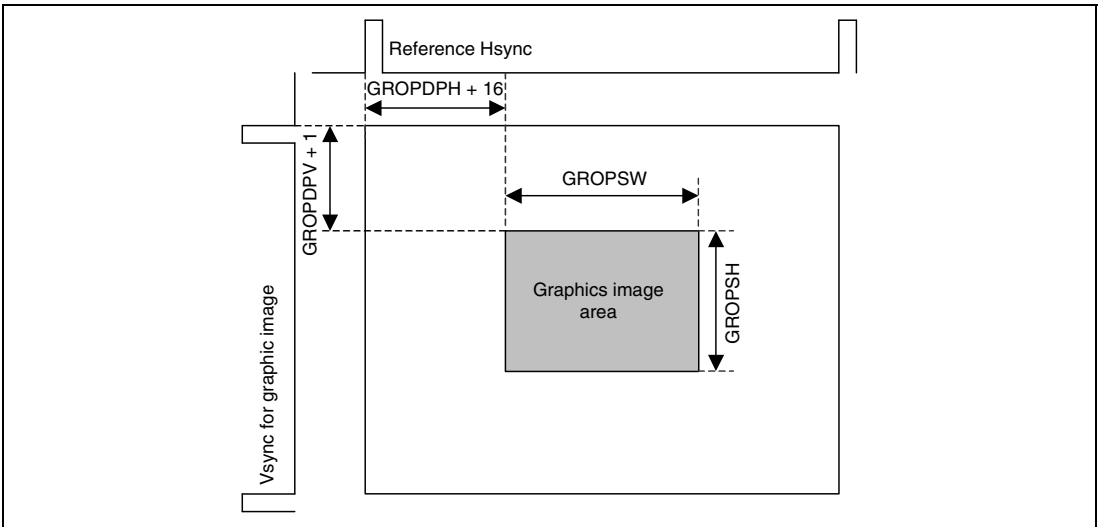 Reference Hsync
GROPDPH + 16
GROPDPV + 1
GROPSW
Graphics image
area
GROPSH
Vsync for graphic image